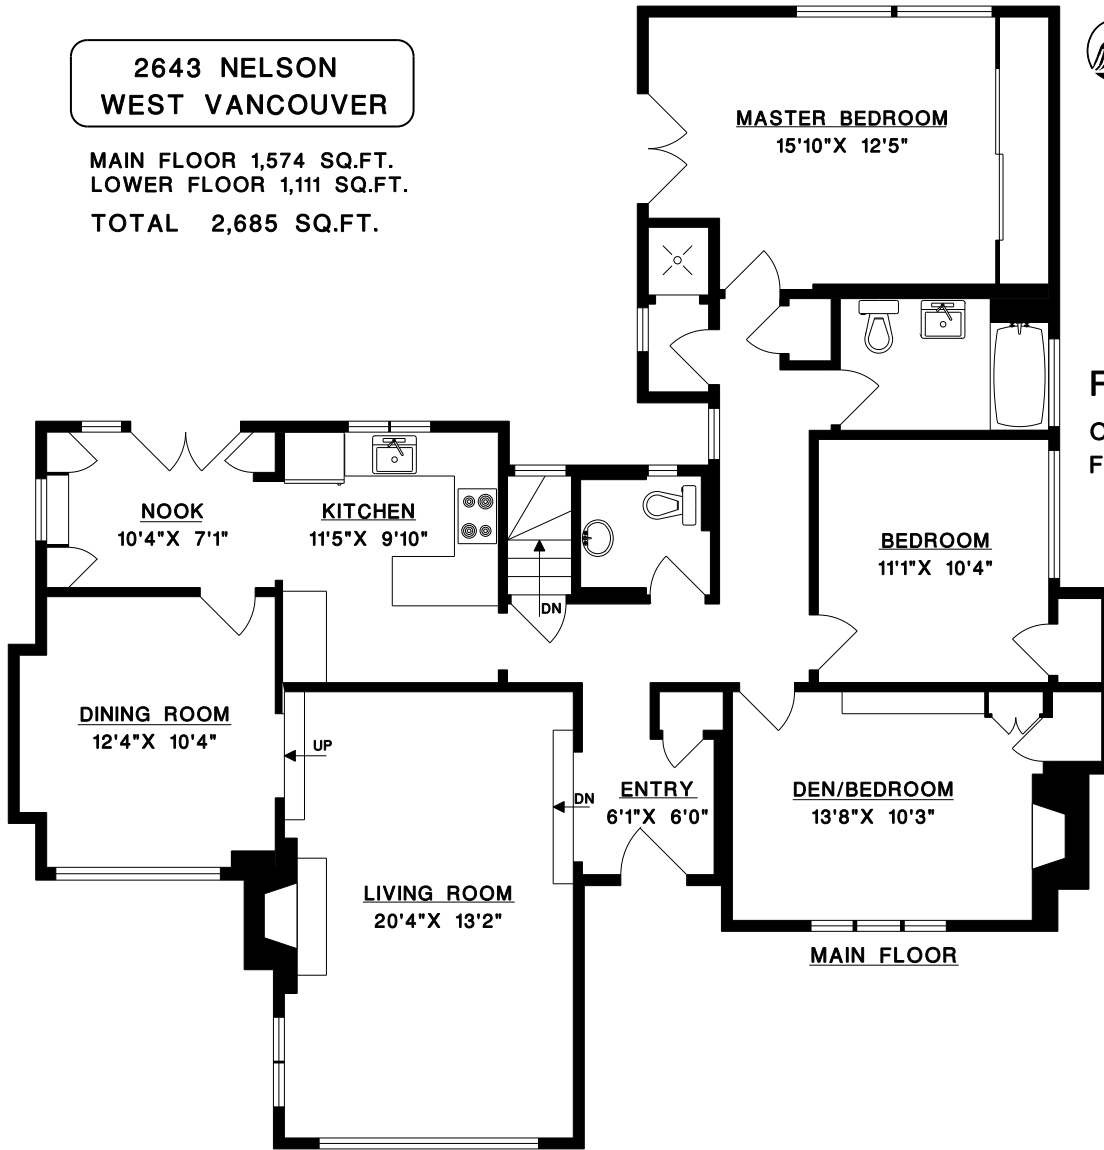 2643 NELSON
WEST VANCOUVER
MAIN FLOOR 1,574 SQ.FT.
LOWER FLOOR 1,111 SQ.FT.
TOTAL 2,685 SQ.FT.
MASTER BEDROOM
15'10"X 12'5"
NOOK
10'4"X 7'1"
KITCHEN
11'5"X 9'10"
DN
BEDROOM
11'1"X 10'4"
DINING ROOM
12'4"X 10'4"
UP
DN
ENTRY
6'1"X 6'0"
DEN/BEDROOM
13'8"X 10'3"
LIVING ROOM
20'4"X 13'2"
MAIN FLOOR